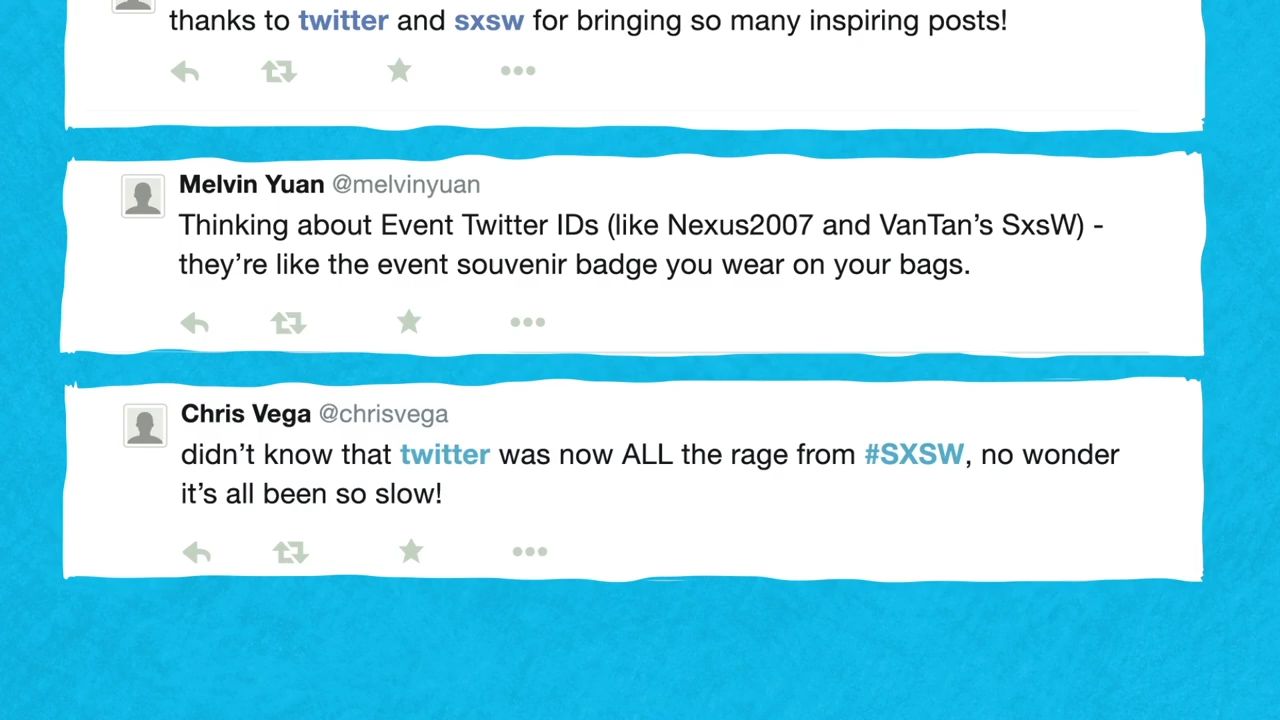 thanks to twitter and sxsw for bringing so many inspiring posts!
Melvin Yuan @melvinyuan
Thinking about Event Twitter IDs (like Nexus2007 and VanTan’s SxsW) -
they’re like the event souvenir badge you wear on your bags.
Chris Vega @chrisvega
didn’t know that twitter was now ALL the rage from #SXSW, no wonder
it’s all been so slow!